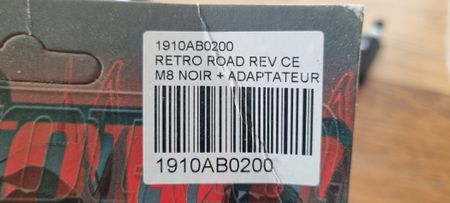 1910AB0200
RETRO ROAD REV CE
M8 NOIR + ADAPTATEUR
1910AB0200